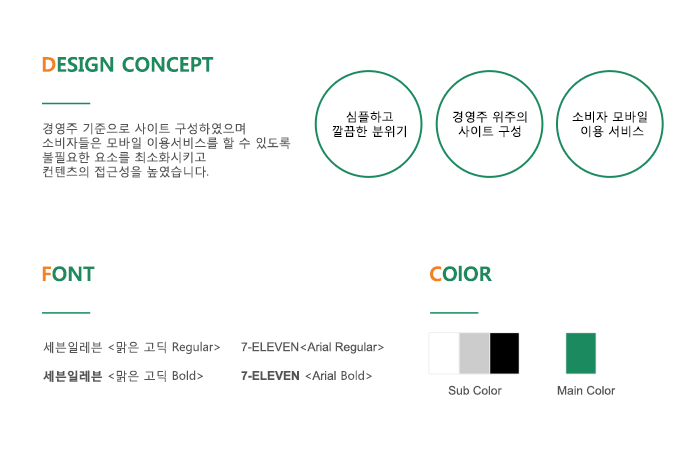 DESIGN CONCEPT
경영주 기준으로 사이트 구성하였으며
소비자들은 모바일 이용서비스를 할 수 있도록
불필요한 요소를 최소화시키고
컨텐츠의 접근성을 높였습니다.
심플하고
깔끔한 분위기
경영주 위주의
사이트 구성
소비자 모바일
이용 서비스
FONT
세븐일레븐 <맑은 고딕 Regular>
7-ELEVEN<Arial Regular>
세븐일레븐 <맑은 고딕 Bold>
7-ELEVEN <Arial Bold>
COlOR
Sub Color
Main Color